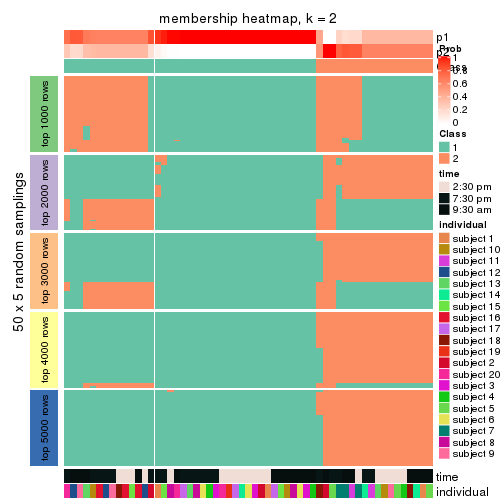 membership heatmap, k = 2
p1
p2
Class
50 x 5 random samplings
top 1000 rows
top 2000 rows
top 3000 rows
top 4000 rows
top 5000 rows
time
individual
Prob
1
0.8
0.6
0.4
0.2
0
Class
1
2
time
2:30 pm
7:30 pm
9:30 am
individual
subject 1
subject 10
subject 11
subject 12
subject 13
subject 14
subject 15
subject 16
subject 17
subject 18
subject 19
subject 2
subject 20
subject 3
subject 4
subject 5
subject 6
subject 7
subject 8
subject 9